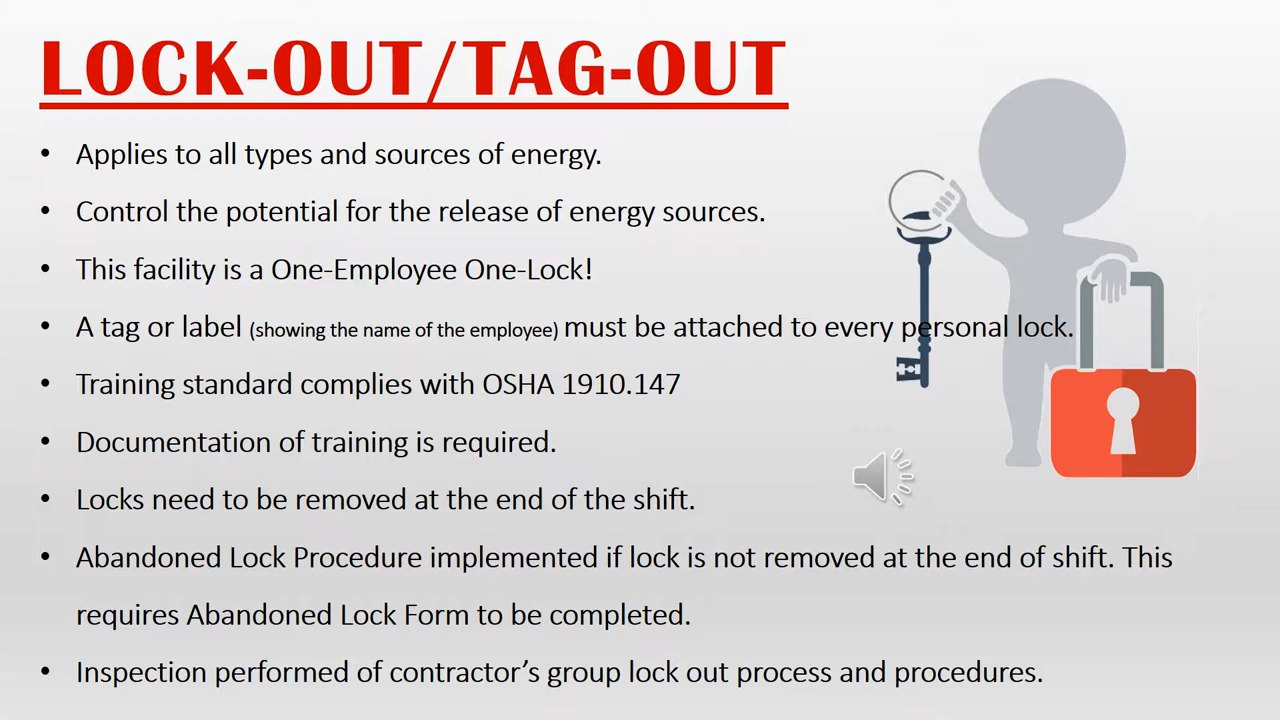 LOCK-OUT/TAG-OUT
• Applies to all types and sources of energy.
• Control the potential for the release of energy sources.
• This facility is a One-Employee One-Lock!
• A tag or label (showing the name of the employee) must be attached to every personal lock.
• Training standard complies with OSHA 1910.147
• Documentation of training is required.
• Locks need to be removed at the end of the shift.
• Abandoned Lock Procedure implemented if lock is not removed at the end of shift. This
requires Abandoned Lock Form to be completed.
• Inspection performed of contractor’s group lock out process and procedures.